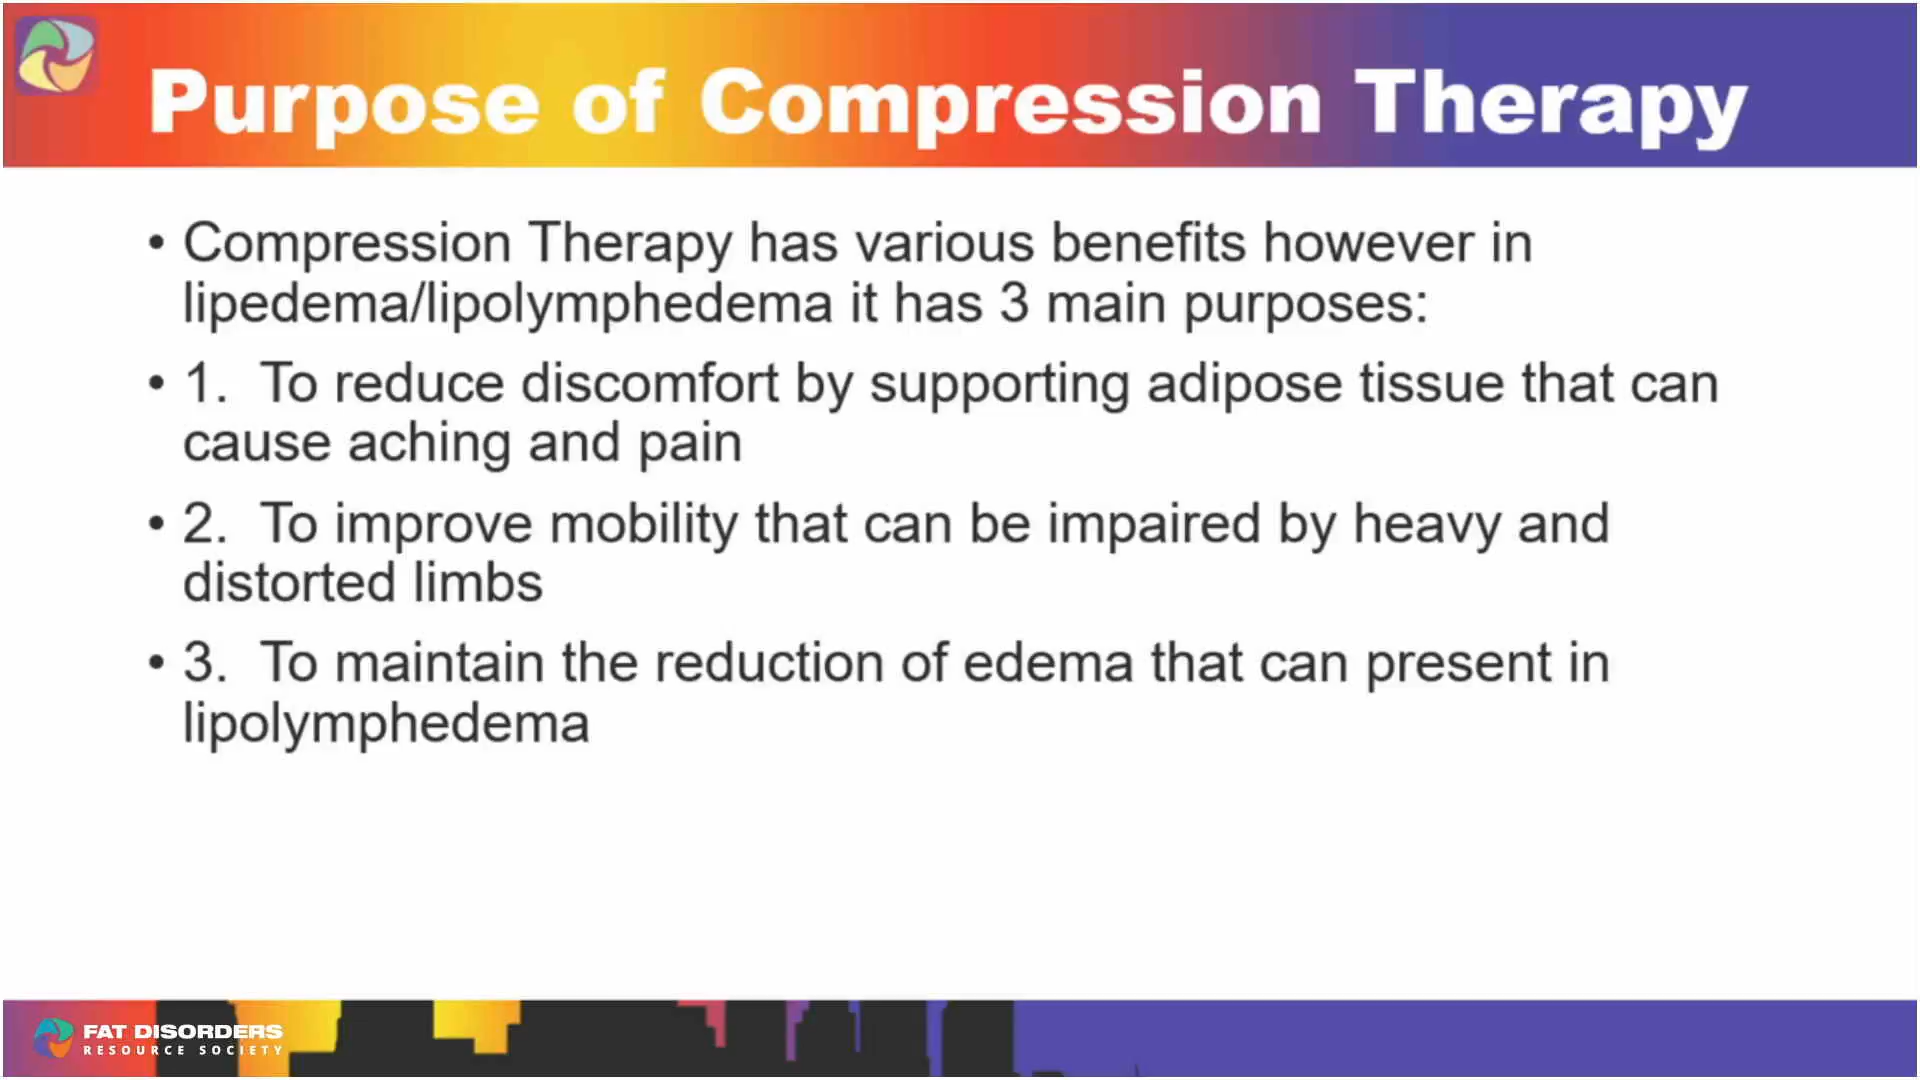 Purpose of Compression Therapy
• Compression Therapy has various benefits however in
lipedema/lipolymphedema it has 3 main purposes:
• 1.  To reduce discomfort by supporting adipose tissue that can
cause aching and pain
• 2.  To improve mobility that can be impaired by heavy and
distorted limbs
• 3.  To maintain the reduction of edema that can present in
lipolymphedema
FAT DISORDERS
RESOURCE SOCIETY